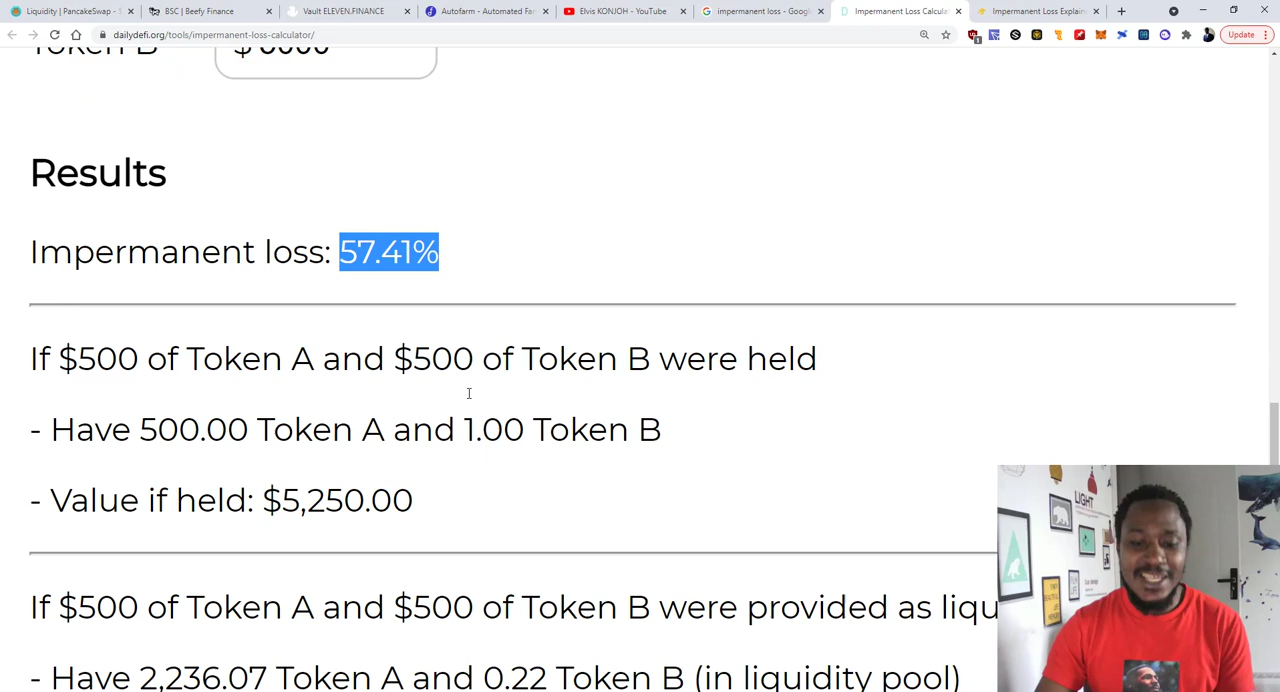 Liquidity | PancakeSwap - S
BSC | Beefy Finance
Vault ELEVEN.FINANCE
Autofarm - Automated Far
Elvis KONJOH - YouTube
impermanent loss - Googl
Impermanent Loss Calcula
Impermanent Loss Explain
dailydefi.org/tools/impermanent-loss-calculator/
Update
Token B
Results
Impermanent loss: 57.41%
If $500 of Token A and $500 of Token B were held
- Have 500.00 Token A and 1.00 Token B
- Value if held: $5,250.00
If $500 of Token A and $500 of Token B were provided as liqu
- Have 2,236.07 Token A and 0.22 Token B (in liquidity pool)
LIGHT